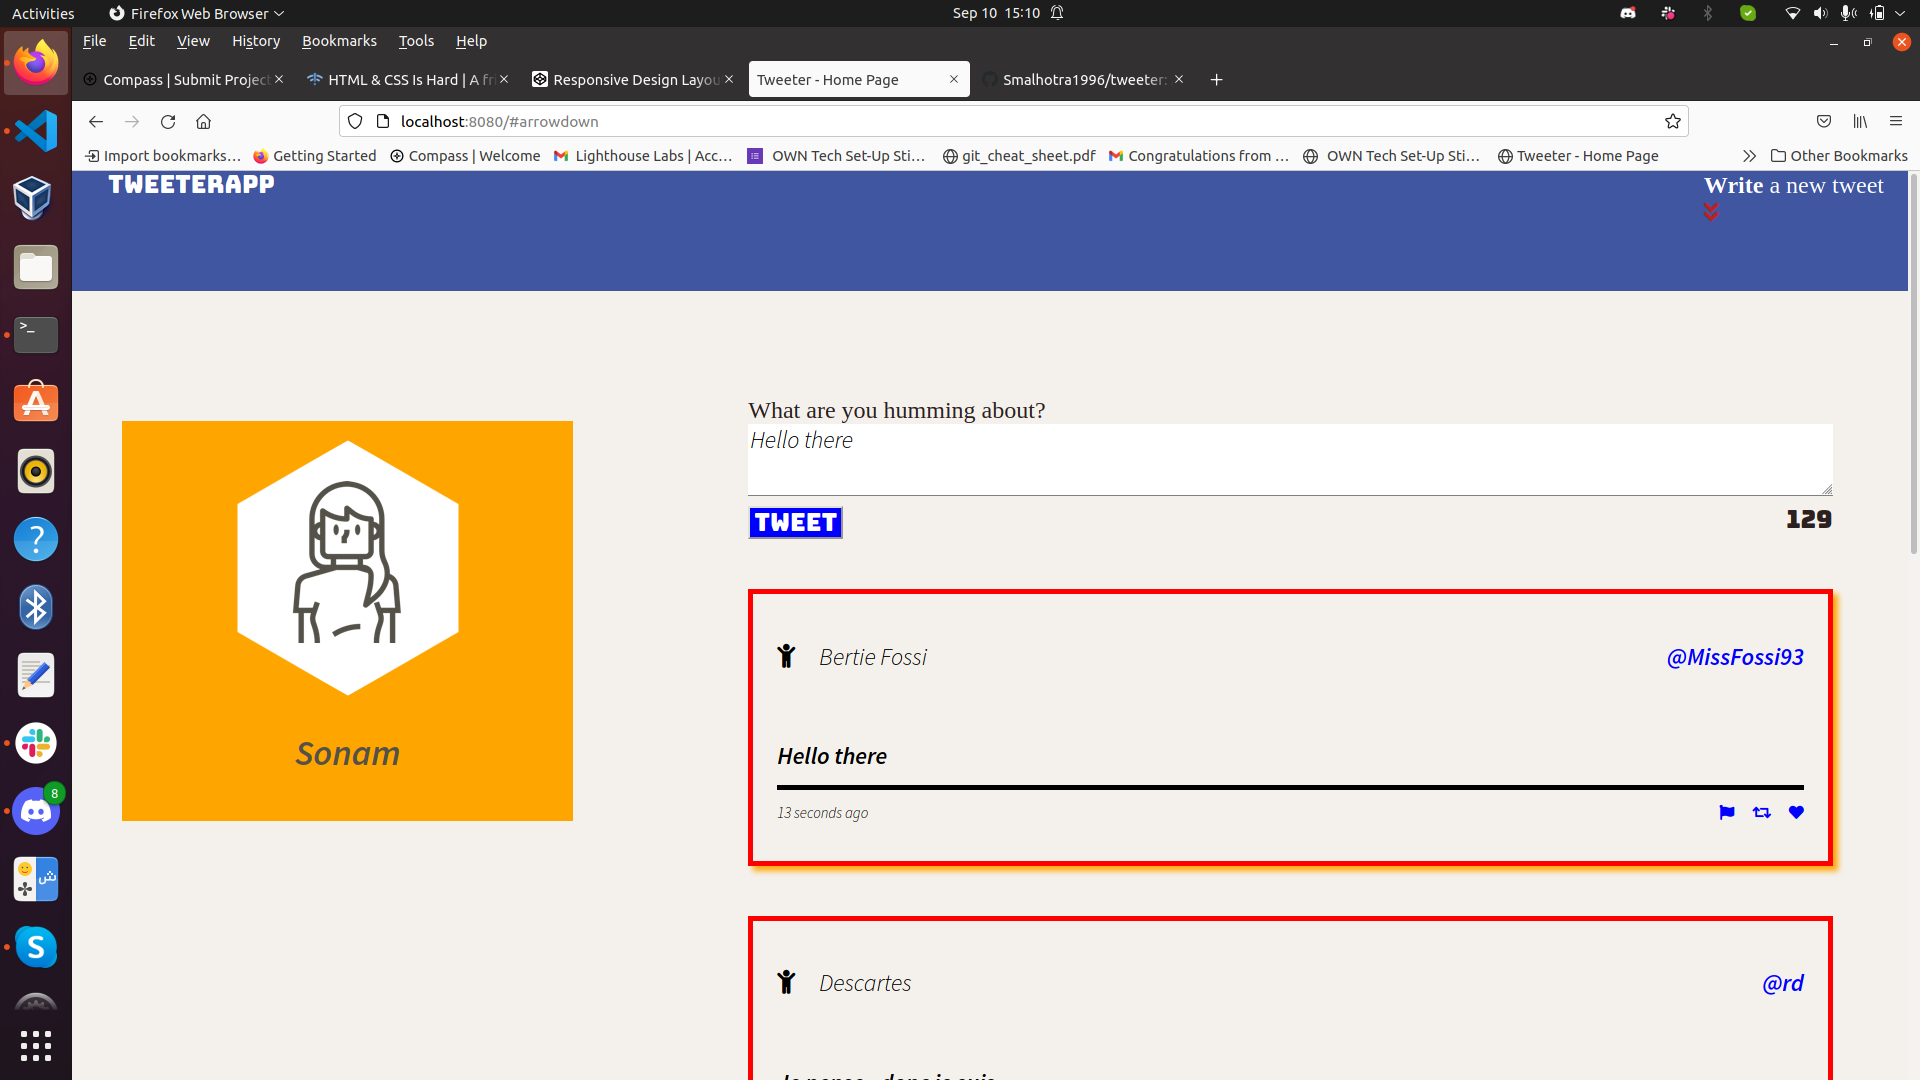 Activities
Firefox Web Browser
Sep 10 15:10
File Edit View History Bookmarks Tools Help
Compass | Submit Project
HTML & CSS Is Hard | A fri
Responsive Design Layou
Tweeter - Home Page
Smalhotra1996/tweeter:
localhost:8080/#arrowdown
Import bookmarks…
Getting Started
Compass | Welcome
Lighthouse Labs | Acc…
OWN Tech Set-Up Sti…
git_cheat_sheet.pdf
Congratulations from …
OWN Tech Set-Up Sti…
Tweeter - Home Page
Other Bookmarks
TWEETERAPP
Write a new tweet
Sonam
What are you humming about?
Hello there
TWEET
129
Bertie Fossi
@MissFossi93
Hello there
13 seconds ago
Descartes
@rd
8